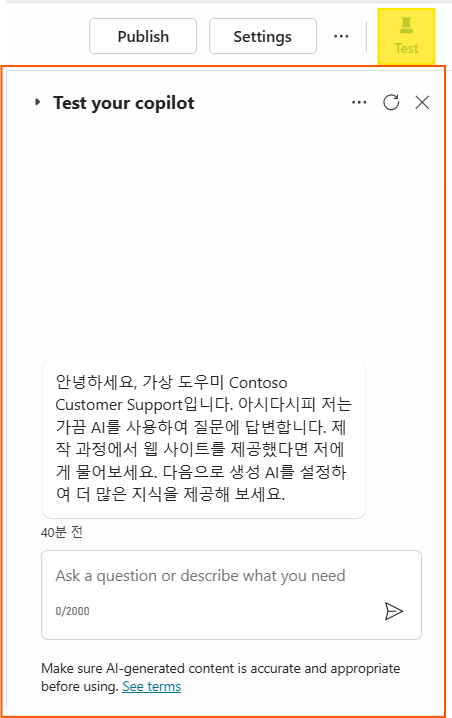 Publish
Settings
Test
Test your copilot
안녕하세요, 가상 도우미 Contoso
Customer Support입니다. 아시다시피 저는
가끔 AI를 사용하여 질문에 답변합니다. 제
작 과정에서 웹 사이트를 제공했다면 저에
게 물어보세요. 다음으로 생성 AI를 설정하
여 더 많은 지식을 제공해 보세요.
40분 전
Ask a question or describe what you need
0/2000
Make sure AI-generated content is accurate and appropriate
before using. See terms